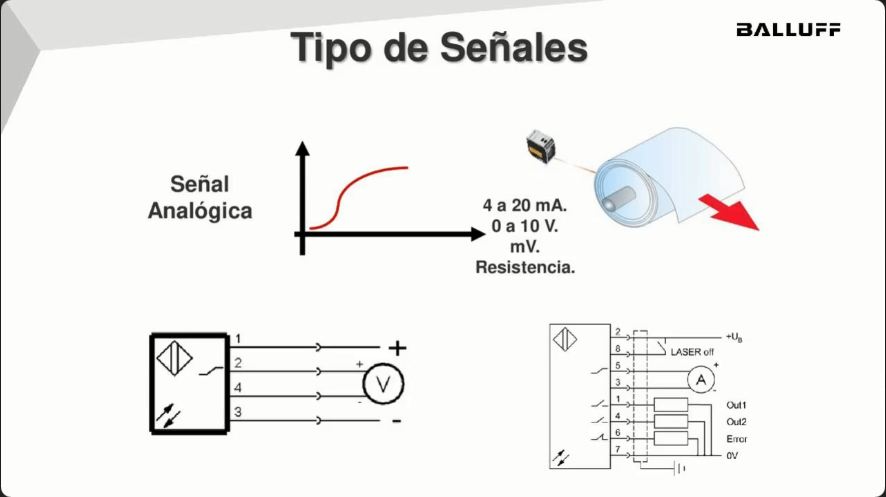 BALLUFF
Tipo de Señales
Señal
Analógica
4 a 20 mA.
0 a 10 V.
mV.
Resistencia.
1
+
2
+
V
4
-
3
-
2
+UB
8
LASER off
5
+
A
3
-
1
Out1
4
Out2
6
Error
7
0V